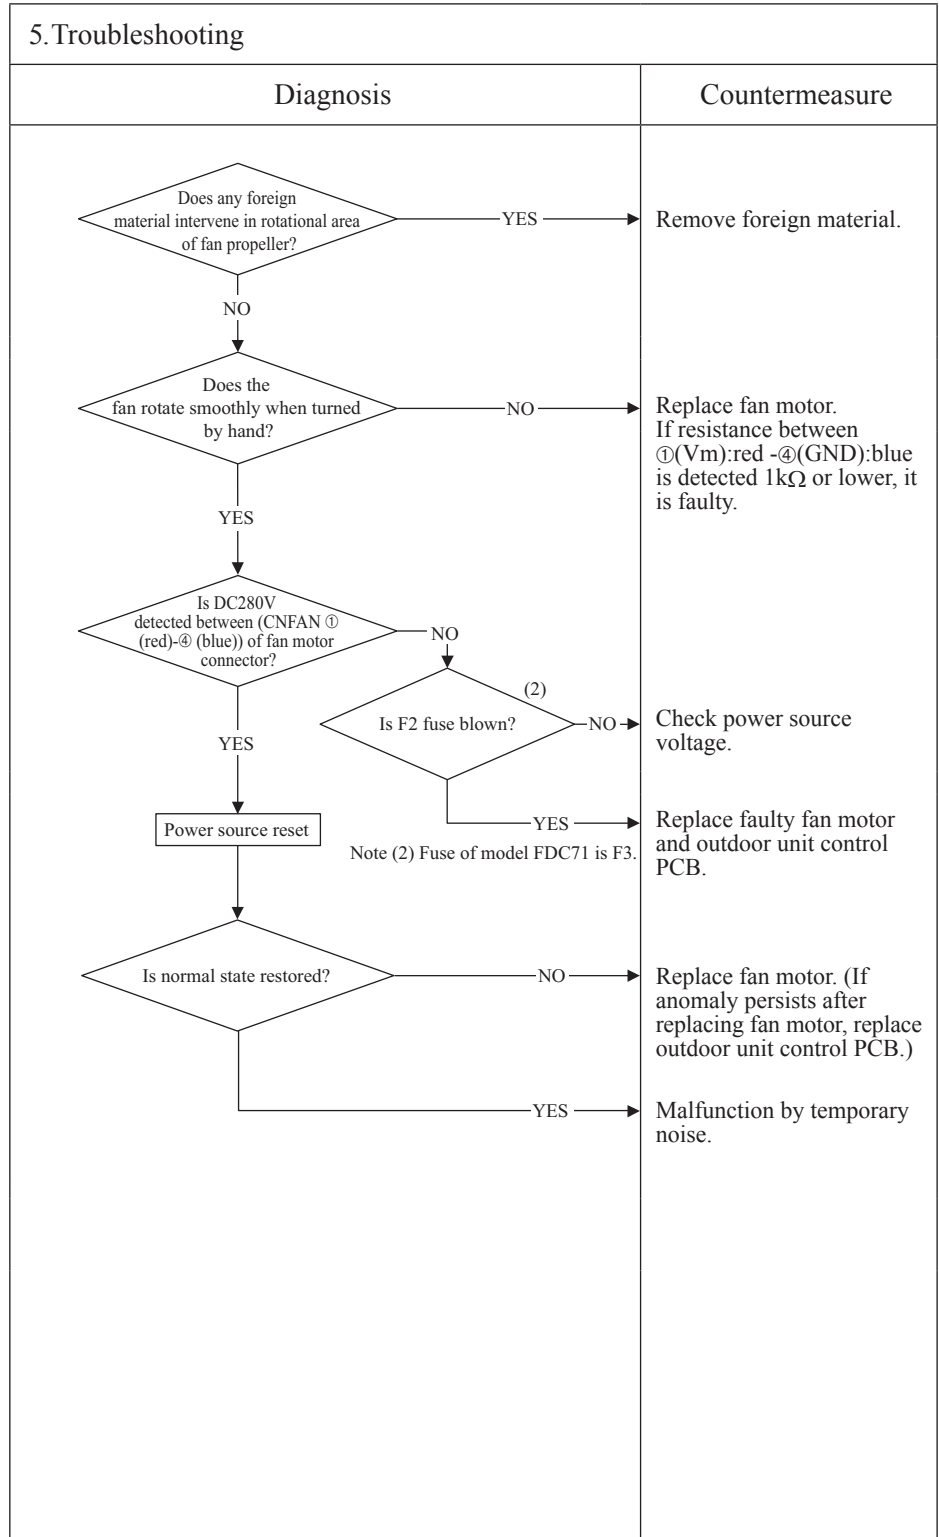 5.Troubleshooting
Diagnosis
Countermeasure
Does any foreign
material intervene in rotational area
of fan propeller?
YES
Remove foreign material.
NO
Does the
fan rotate smoothly when turned
by hand?
NO
Replace fan motor.
If resistance between
①(Vm):red -④(GND):blue
is detected 1kΩ or lower, it
is faulty.
YES
Is DC280V
detected between (CNFAN ①
(red)-④ (blue)) of fan motor
connector?
NO
(2)
Is F2 fuse blown?
NO
Check power source
voltage.
YES
YES
Replace faulty fan motor
and outdoor unit control
PCB.
Note (2) Fuse of model FDC71 is F3.
Power source reset
Is normal state restored?
NO
Replace fan motor. (If
anomaly persists after
replacing fan motor, replace
outdoor unit control PCB.)
YES
Malfunction by temporary
noise.